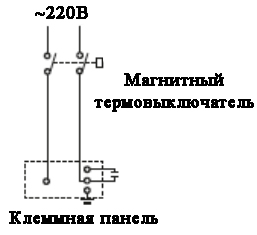 ~220В
Магнитный
термовыключатель
Клеммная панель